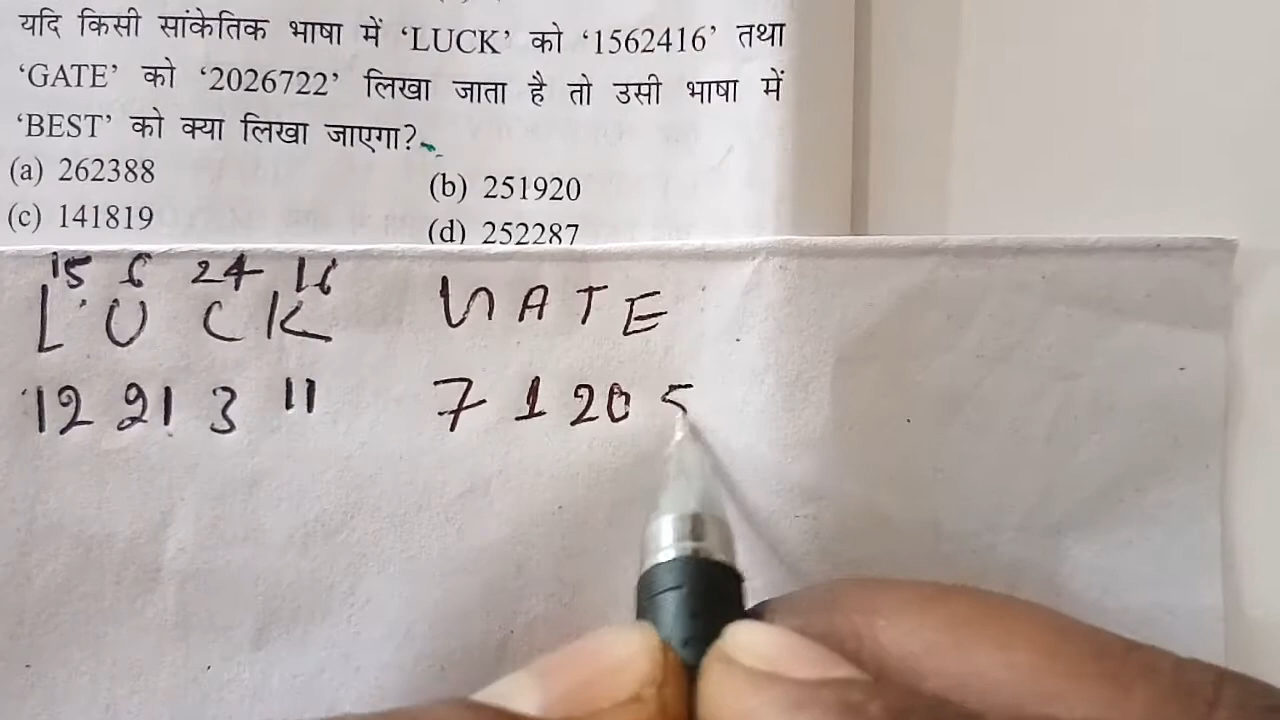 यदि किसी सांकेतिक भाषा में ‘LUCK’ को ‘1562416’ तथा
‘GATE’ को ‘2026722’ लिखा जाता है तो उसी भाषा में
‘BEST’ को क्या लिखा जाएगा?
(a) 262388 (b) 251920
(c) 141819 (d) 252287
15 6 24 16
L U C K G A T E
12 21 3 11 7 1 20 5